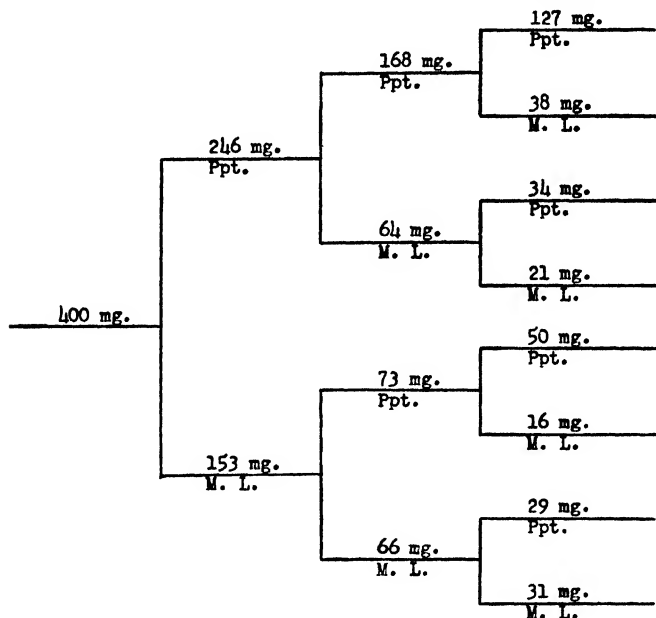 127 mg.
Ppt.
168 mg.
Ppt.
38 mg.
M. L.
246 mg.
Ppt.
34 mg.
Ppt.
64 mg.
M. L.
21 mg.
M. L.
400 mg.
50 mg.
Ppt.
73 mg.
Ppt.
16 mg.
M. L.
153 mg.
M. L.
29 mg.
Ppt.
66 mg.
M. L.
31 mg.
M. L.